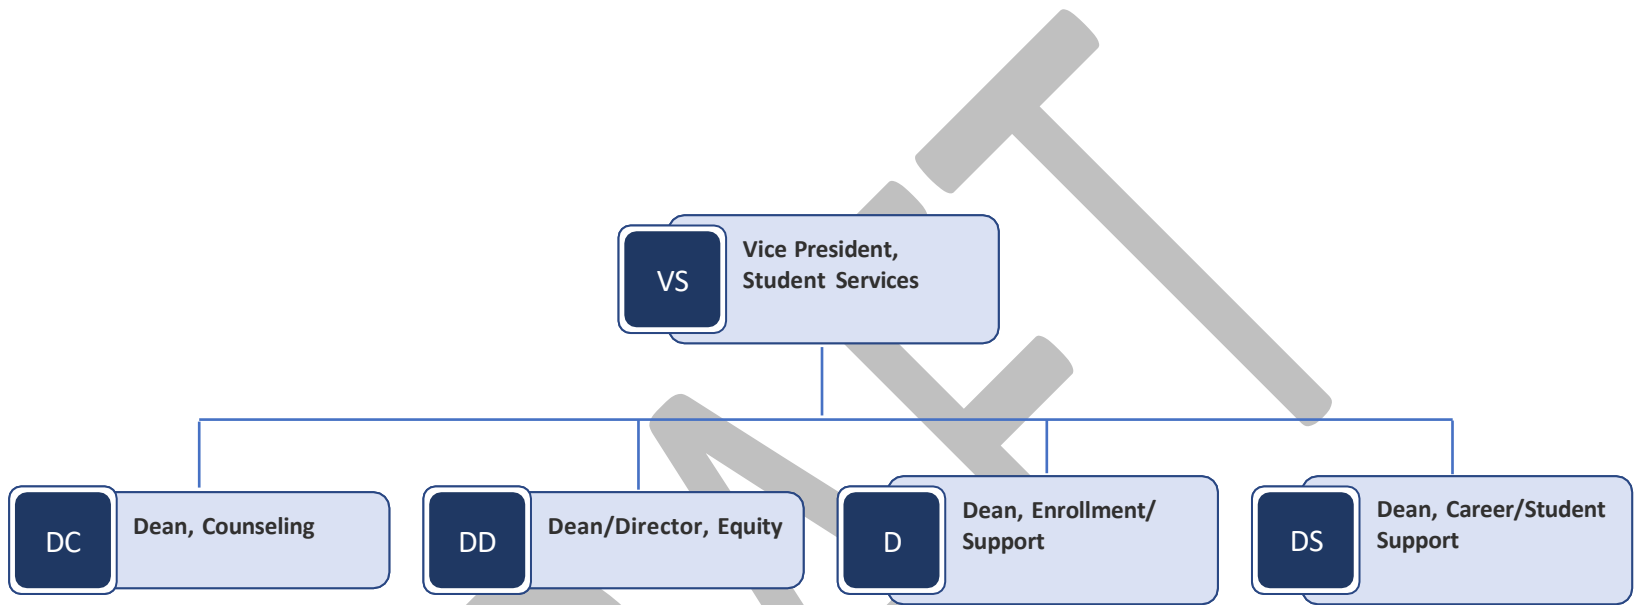 VS
Vice President,
Student Services
DC
Dean, Counseling
DD
Dean/Director, Equity
D
Dean, Enrollment/
Support
DS
Dean, Career/Student
Support